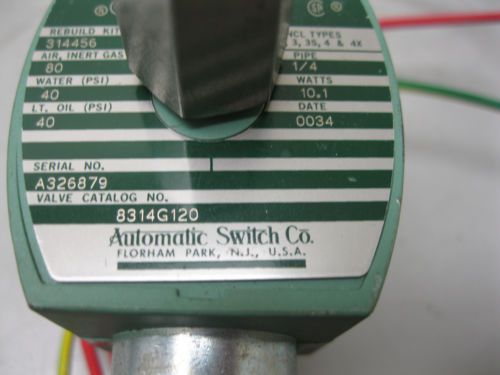 REBUILD KIT
314456
AIR, INERT GAS
80
WATER (PSI)
40
LT. OIL (PSI)
40
NCL TYPES
3, 3S, 4 & 4X
PIPE
1/4
WATTS
10.1
DATE
0034
SERIAL NO.
A326879
VALVE CATALOG NO.
8314G120
Automatic Switch Co.
FLORHAM PARK, N.J., U.S.A.